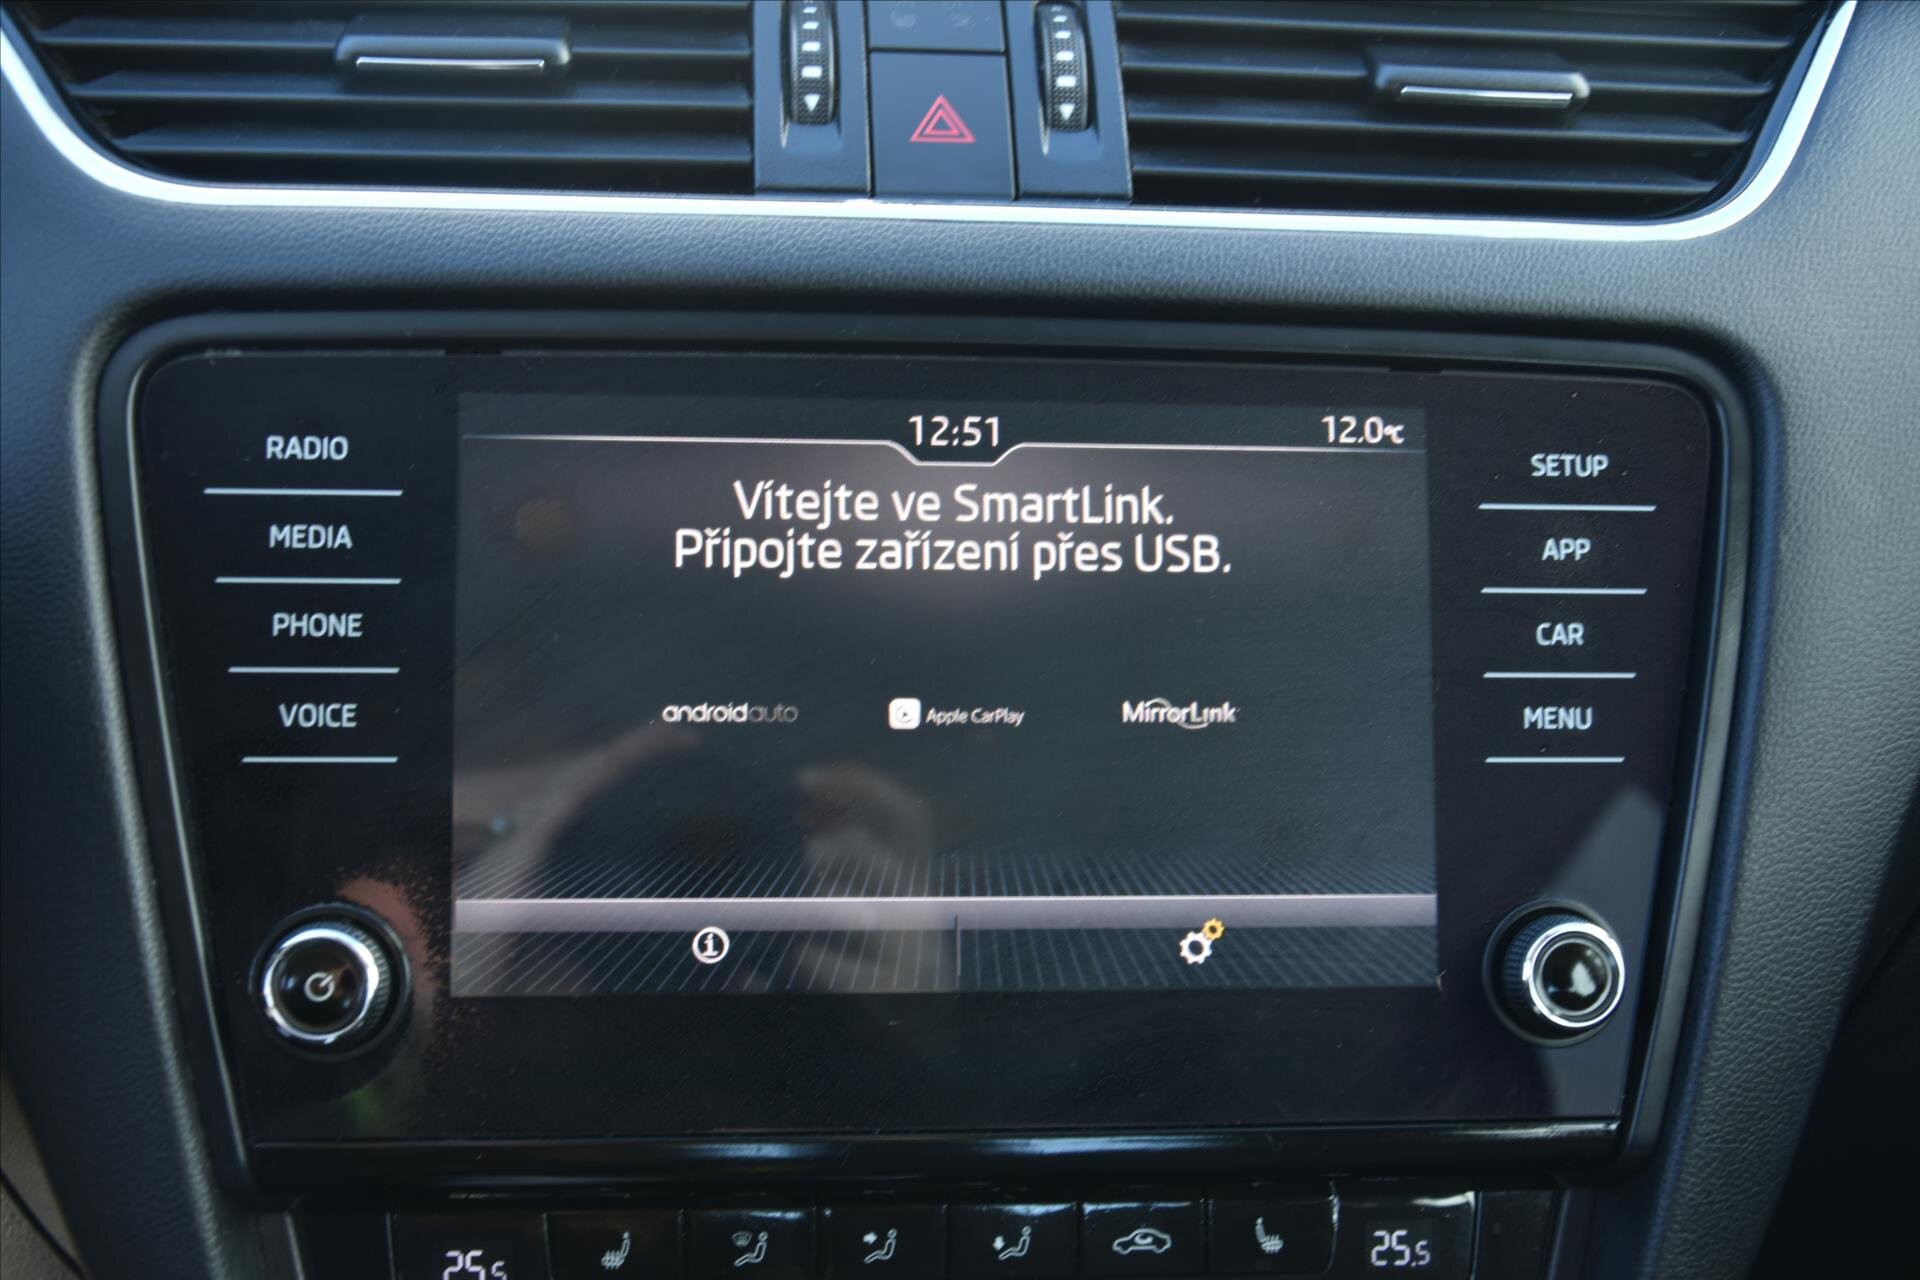 12:51
12.0°C
RADIO
MEDIA
PHONE
VOICE
Vítejte ve SmartLink.
Připojte zařízení přes USB.
androidauto
Apple CarPlay
MirrorLink
SETUP
APP
CAR
MENU
25.5
25.5